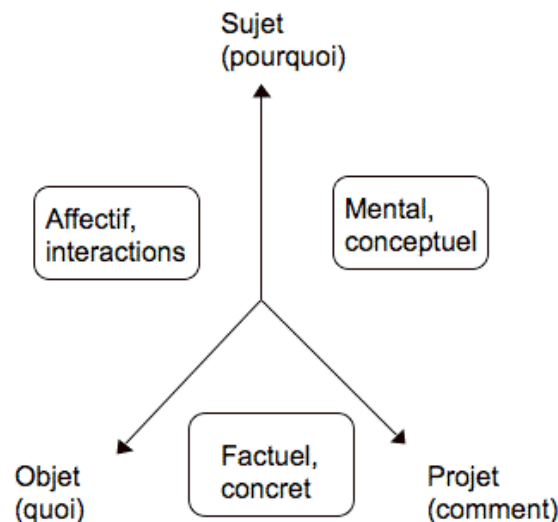 Sujet
(pourquoi)
Affectif,
interactions
Mental,
conceptuel
Objet
(quoi)
Factuel,
concret
Projet
(comment)